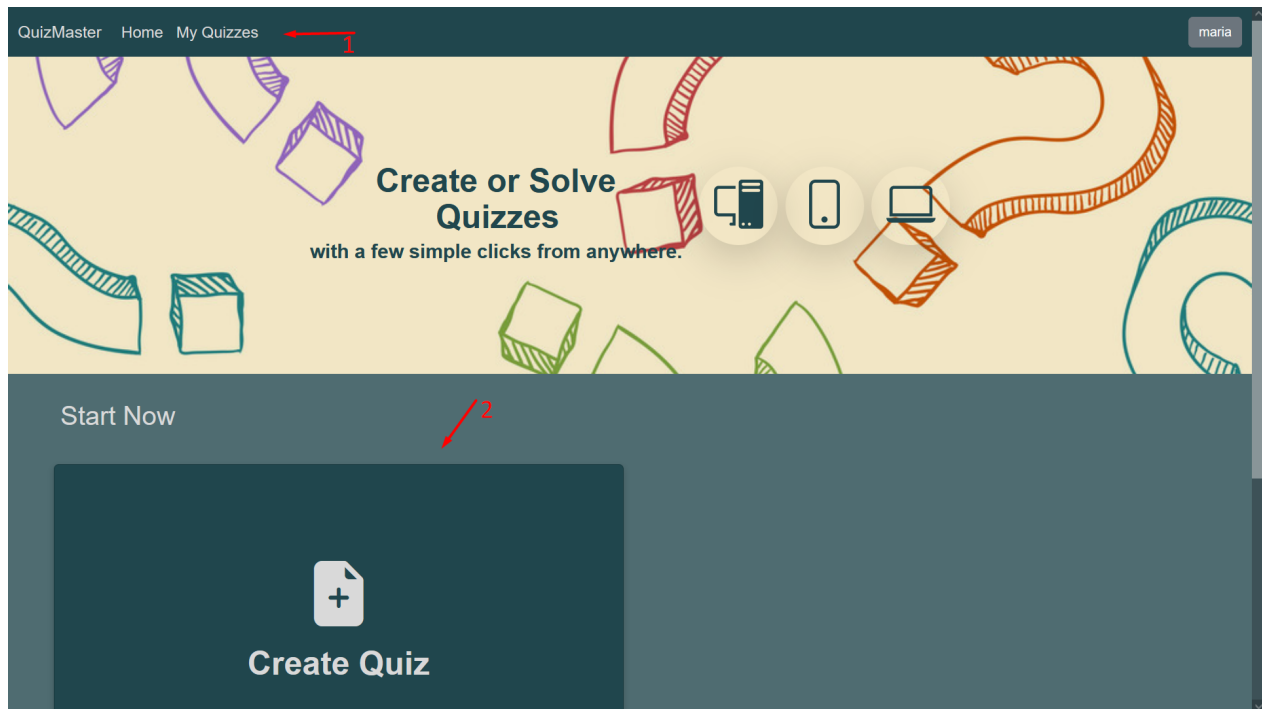 QuizMaster Home My Quizzes 1 maria
Create or Solve
Quizzes
with a few simple clicks from anywhere.
Start Now
2
Create Quiz